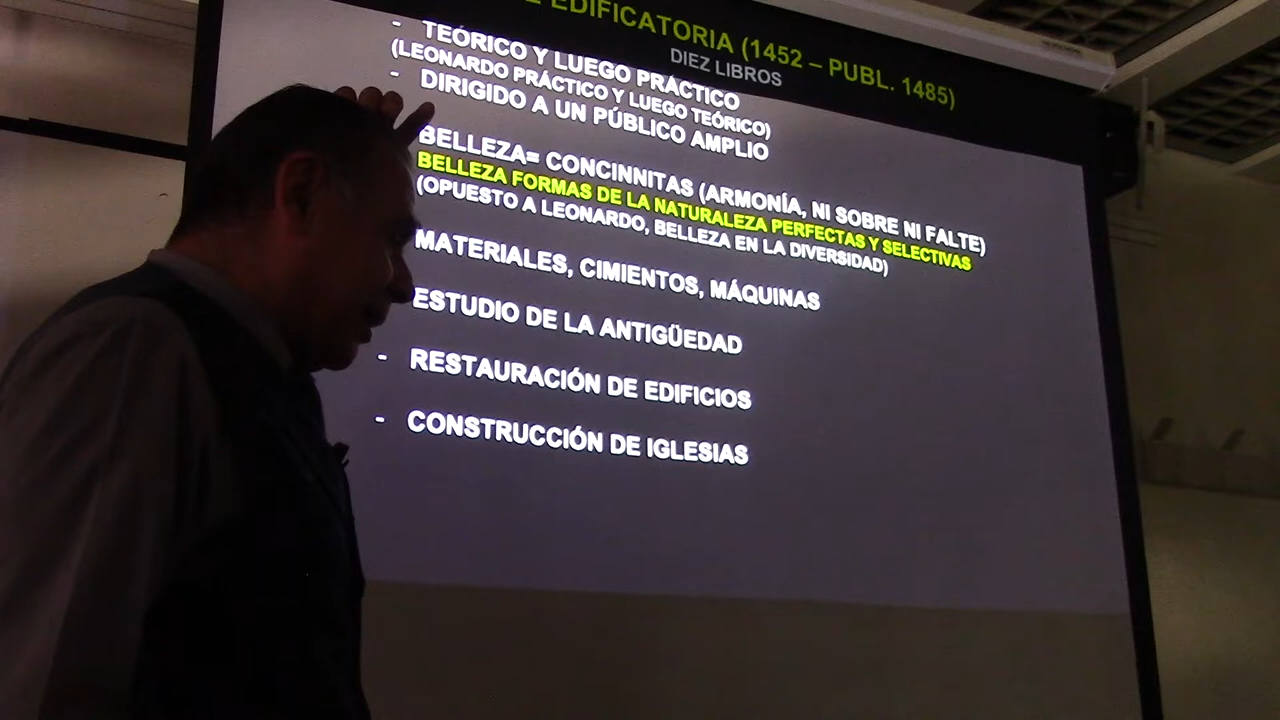 EDIFICATORIA (1452 – PUBL. 1485)
DIEZ LIBROS
- TEÓRICO Y LUEGO PRÁCTICO
(LEONARDO PRÁCTICO Y LUEGO TEÓRICO)
- DIRIGIDO A UN PÚBLICO AMPLIO
BELLEZA= CONCINNITAS (ARMONÍA, NI SOBRE NI FALTE)
BELLEZA FORMAS DE LA NATURALEZA PERFECTAS Y SELECTIVAS
(OPUESTO A LEONARDO, BELLEZA EN LA DIVERSIDAD)
MATERIALES, CIMIENTOS, MÁQUINAS
ESTUDIO DE LA ANTIGÜEDAD
- RESTAURACIÓN DE EDIFICIOS
- CONSTRUCCIÓN DE IGLESIAS